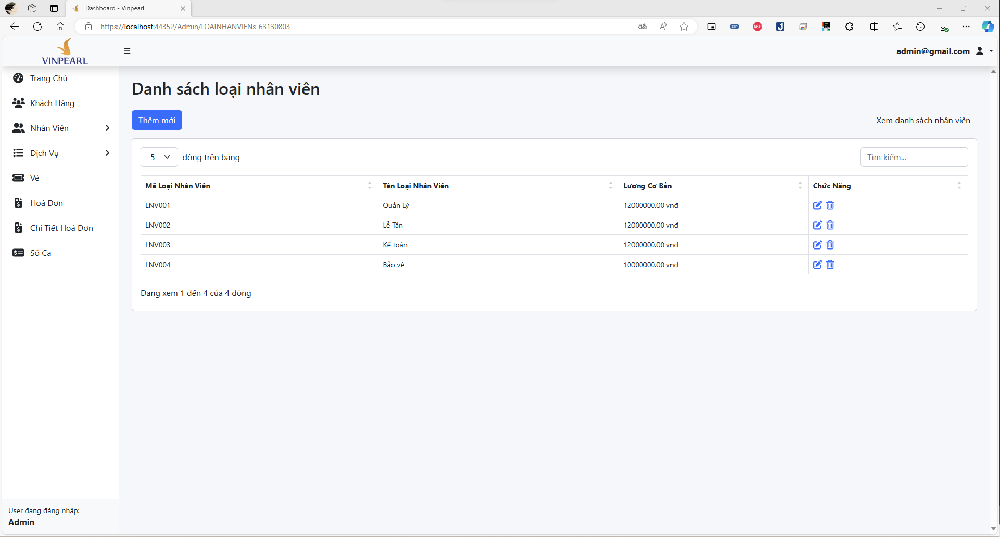 Dashboard - Vinpearl
https://localhost:44352/Admin/LOAINHANVIENs_63130803
aあ
ZIP
ABP
VINPEARL
admin@gmail.com
Trang Chủ
Khách Hàng
Nhân Viên
Dịch Vụ
Vé
Hoá Đơn
Chi Tiết Hoá Đơn
Số Ca
User đang đăng nhập:
Admin
Danh sách loại nhân viên
Thêm mới
Xem danh sách nhân viên
5 dòng trên bảng
Tìm kiếm...
Mã Loại Nhân Viên Tên Loại Nhân Viên Lương Cơ Bản Chức Năng
LNV001 Quản Lý 12000000.00 vnđ
LNV002 Lễ Tân 12000000.00 vnđ
LNV003 Kế toán 12000000.00 vnđ
LNV004 Bảo vệ 10000000.00 vnđ
Đang xem 1 đến 4 của 4 dòng